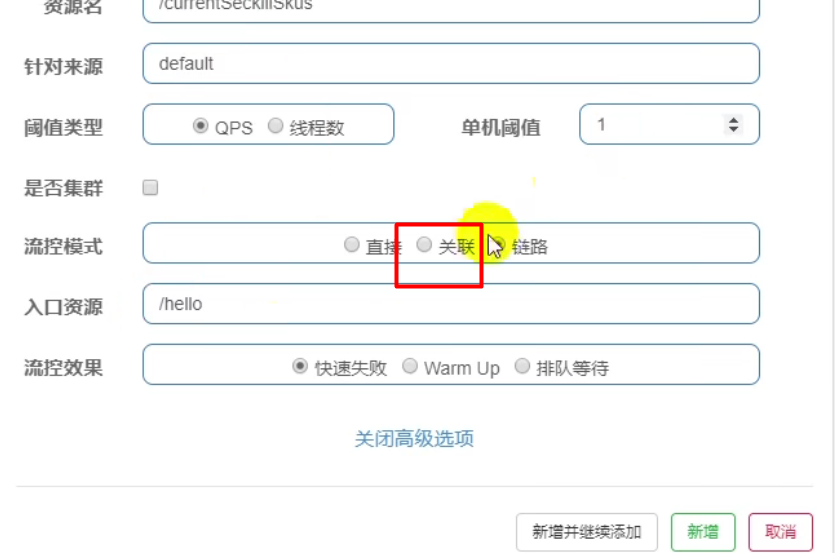 资源名 /currentSeckillSkus
针对来源 default
阈值类型 QPS 线程数 单机阈值 1
是否集群
流控模式 直接 关联 链路
入口资源 /hello
流控效果 快速失败 Warm Up 排队等待
关闭高级选项
新增并继续添加 新增 取消